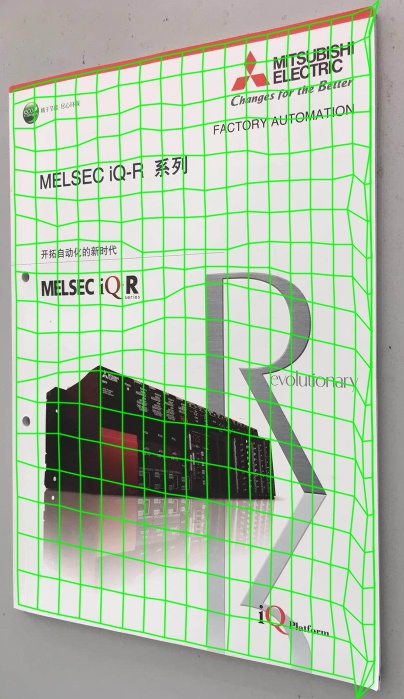 MITSUBISHI
ELECTRIC
Changes for the Better
FACTORY AUTOMATION
MELSEC iQ-R 系列
开拓自动化的新时代
MELSEC iQ R
series
Revolutionary
iQ Platform